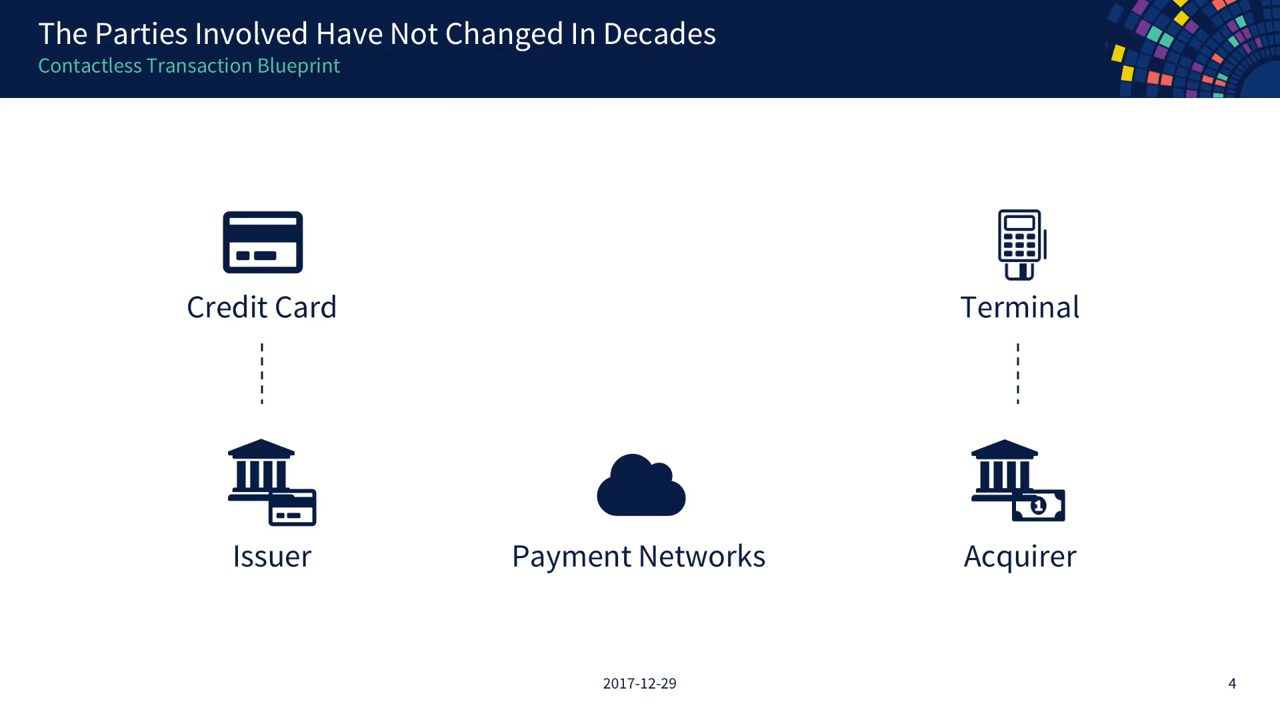 The Parties Involved Have Not Changed In Decades
Contactless Transaction Blueprint
Credit Card
Terminal
1
Issuer
Payment Networks
Acquirer
2017-12-29
4